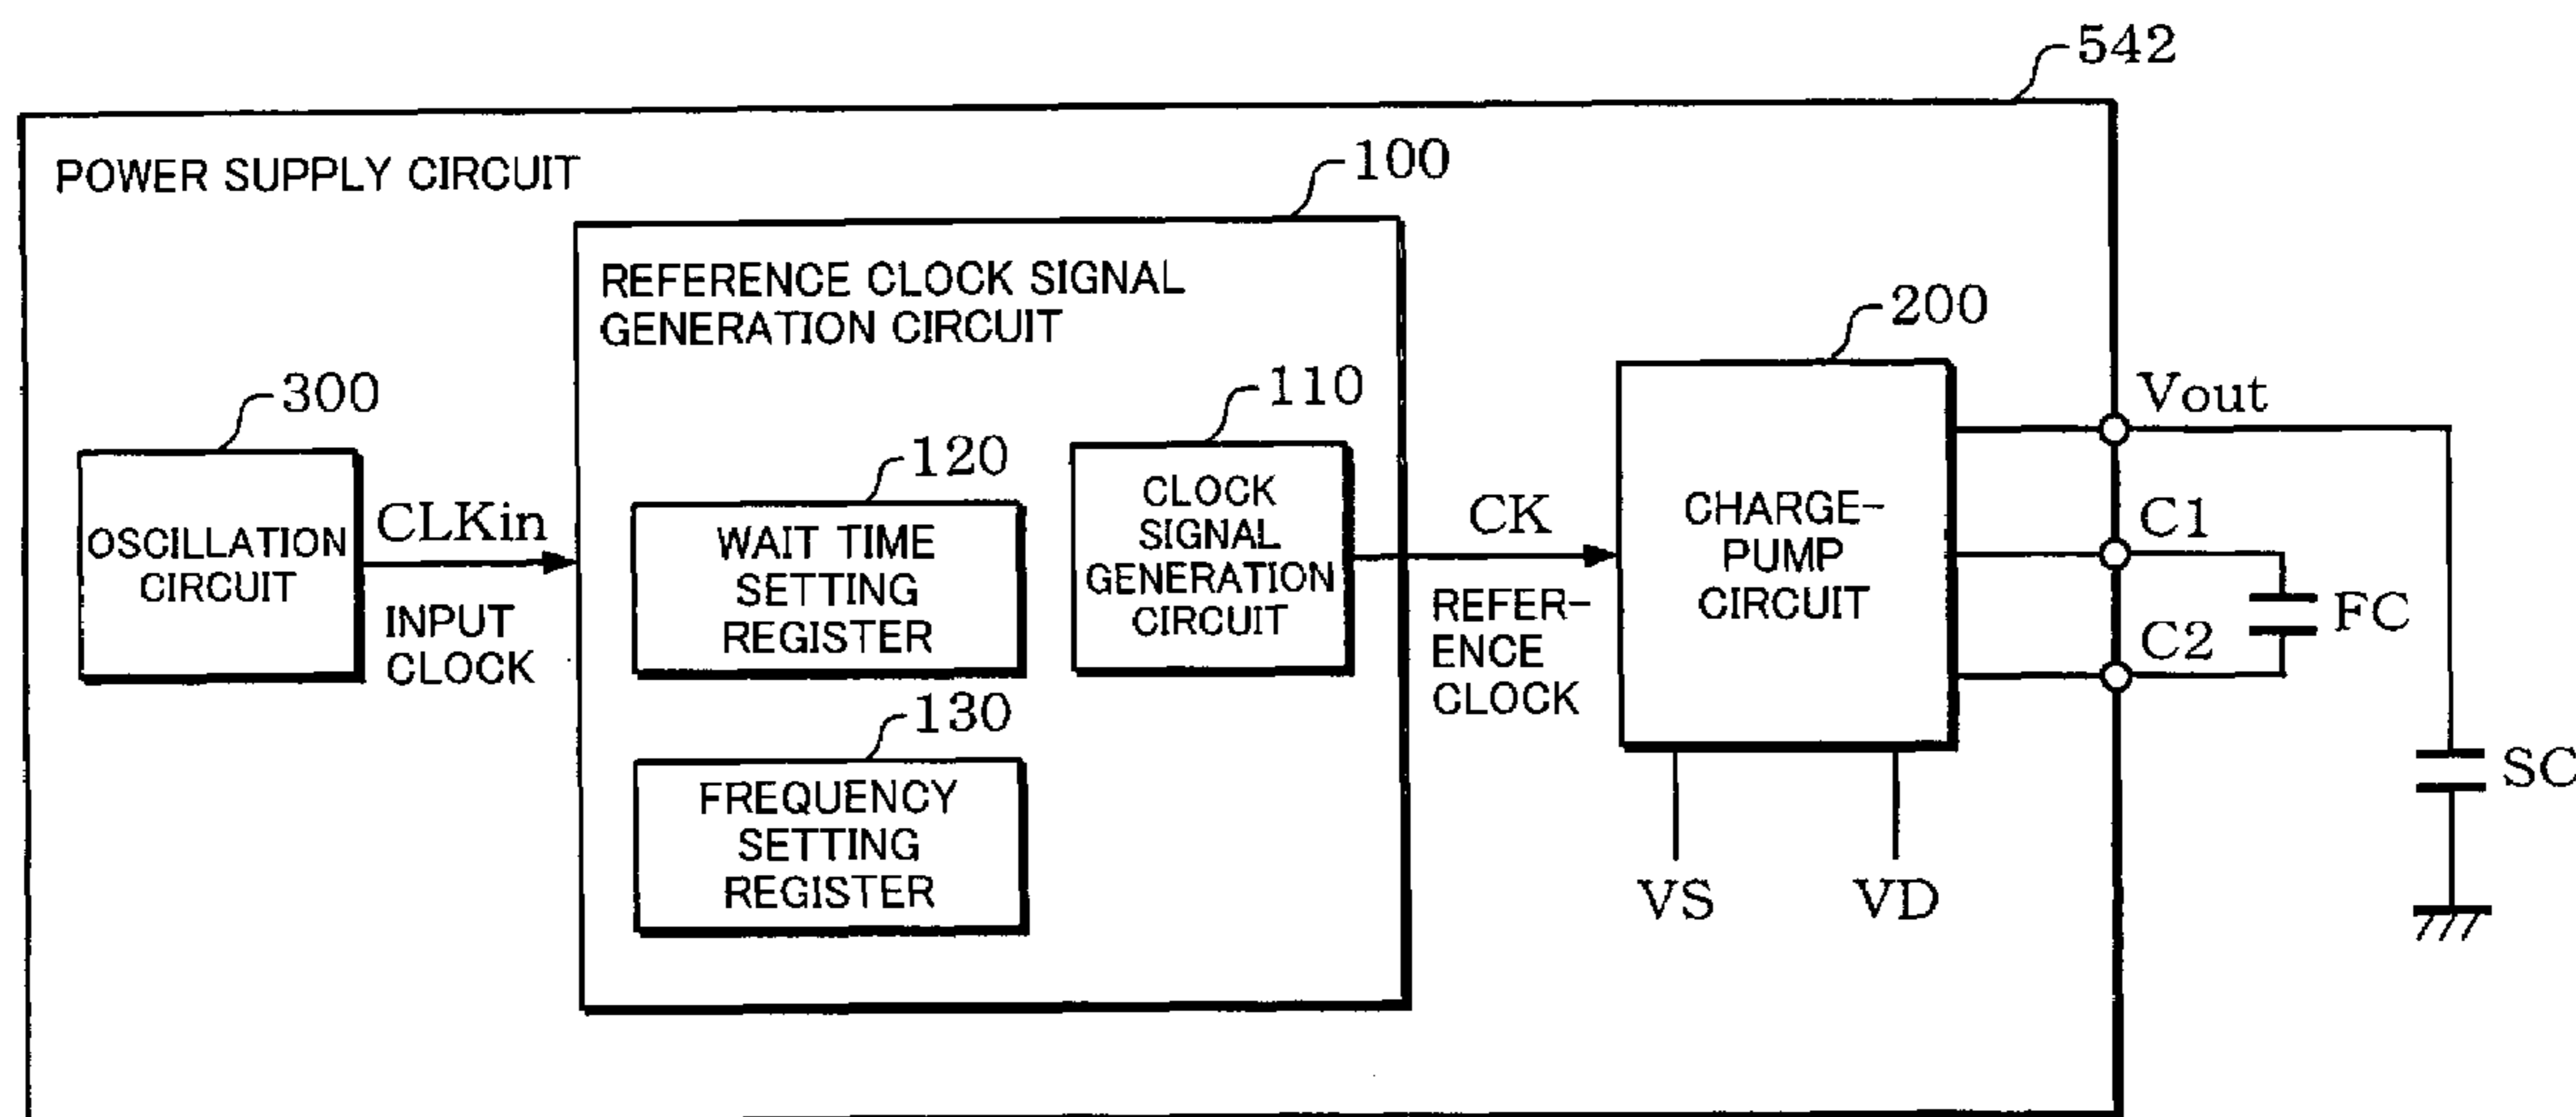 542
POWER SUPPLY CIRCUIT
100
REFERENCE CLOCK SIGNAL
GENERATION CIRCUIT
300
OSCILLATION
CIRCUIT
CLKin
INPUT
CLOCK
120
WAIT TIME
SETTING
REGISTER
110
CLOCK
SIGNAL
GENERATION
CIRCUIT
130
FREQUENCY
SETTING
REGISTER
CK
REFER-
ENCE
CLOCK
200
CHARGE-
PUMP
CIRCUIT
VS
VD
Vout
C1
C2
FC
SC